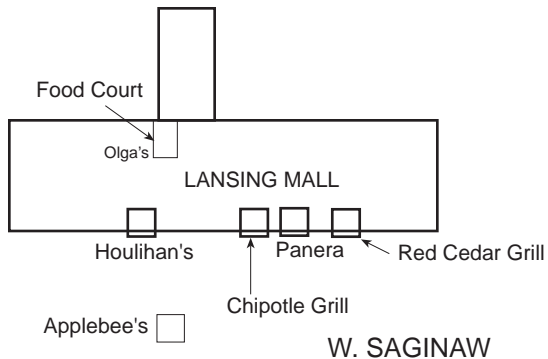 Food Court
Olga's
LANSING MALL
Houlihan's
Panera
Red Cedar Grill
Chipotle Grill
Applebee's
W. SAGINAW